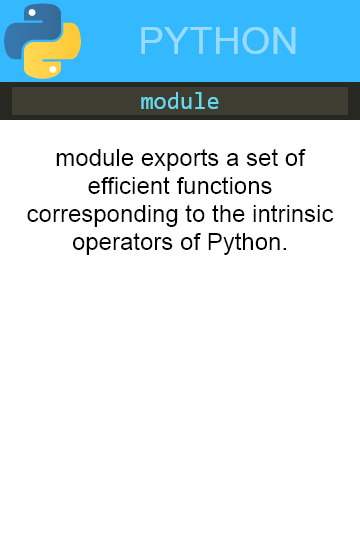 PYTHON
module
module exports a set of
efficient functions
corresponding to the intrinsic
operators of Python.